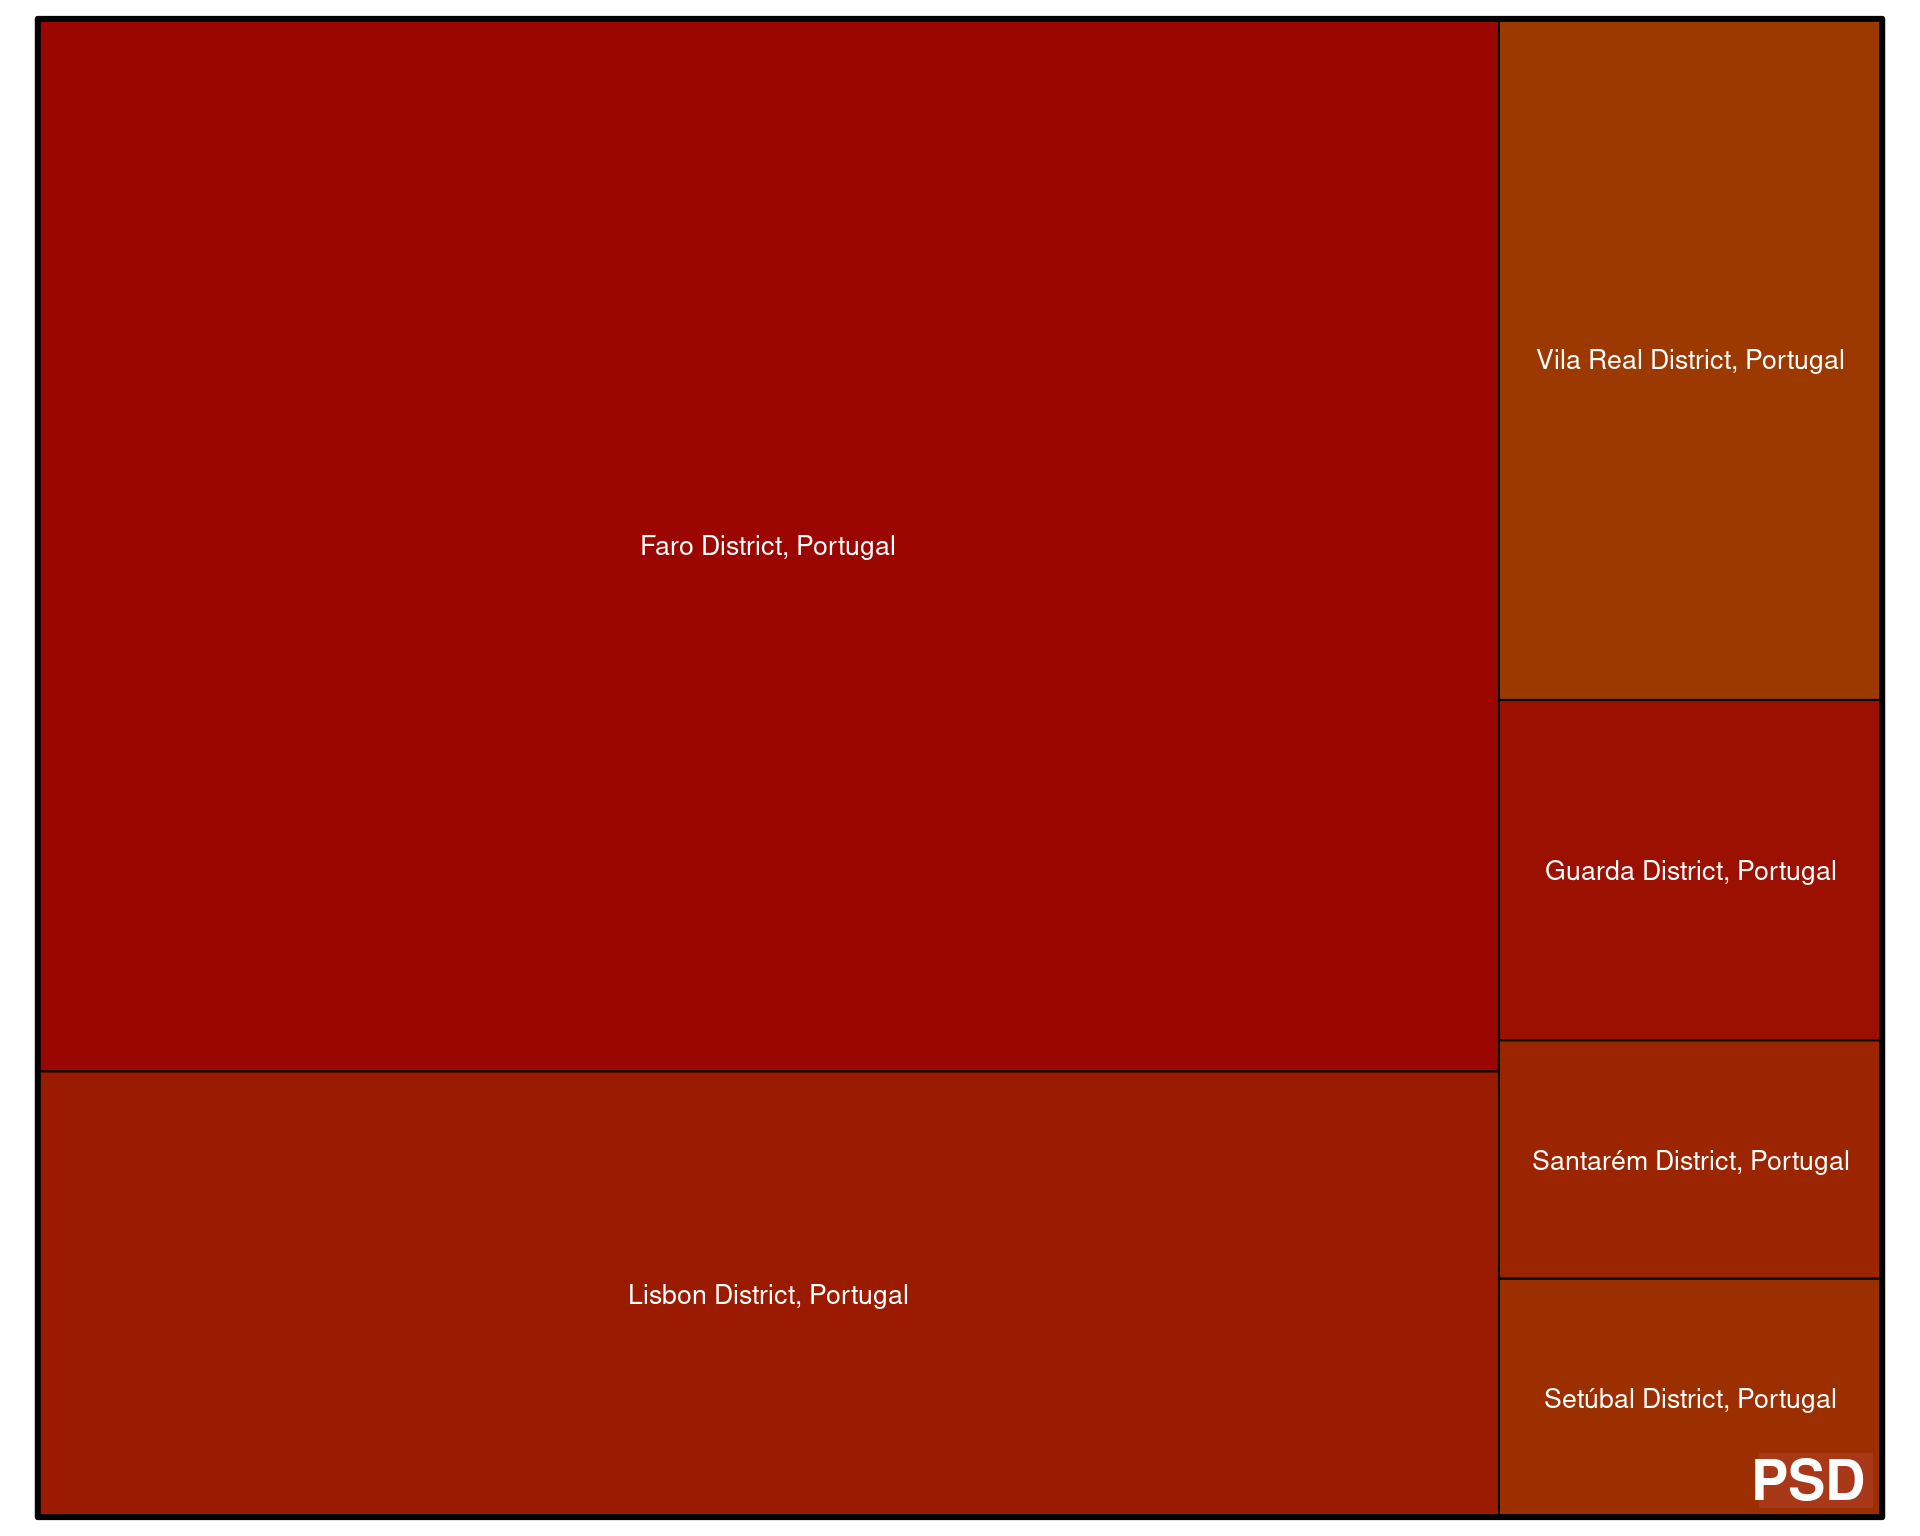 Faro District, Portugal
Lisbon District, Portugal
Vila Real District, Portugal
Guarda District, Portugal
Santarém District, Portugal
Setúbal District, Portugal
PSD